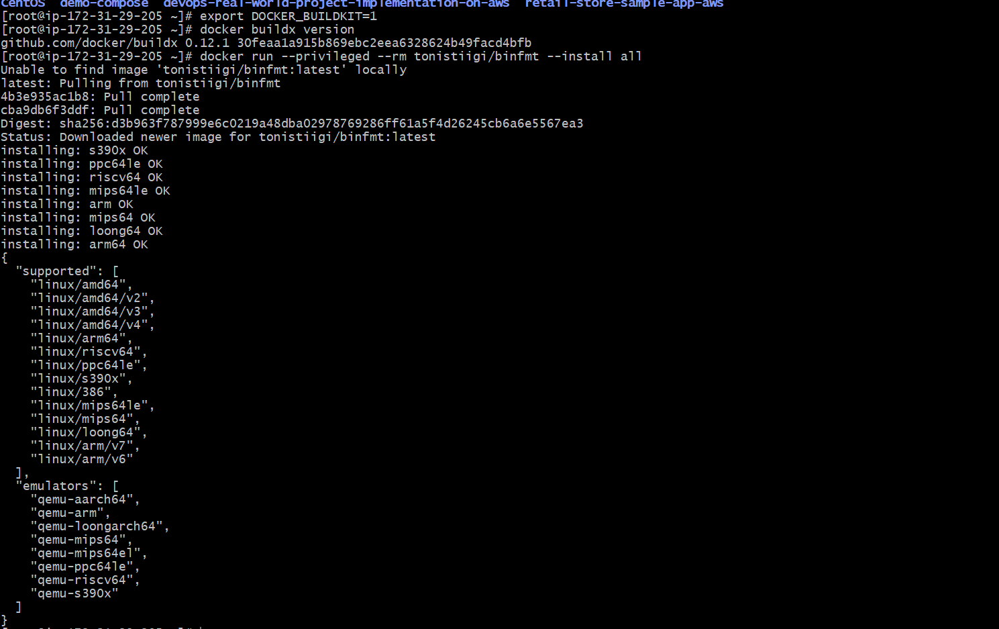 CentOS  demo-compose  devops-real-world-project-implementation-on-aws  retail-store-sample-app-aws
[root@ip-172-31-29-205 ~]# export DOCKER_BUILDKIT=1
[root@ip-172-31-29-205 ~]# docker buildx version
github.com/docker/buildx 0.12.1 30feaa1a915b869ebc2eea6328624b49facd4bfb
[root@ip-172-31-29-205 ~]# docker run --privileged --rm tonistiigi/binfmt --install all
Unable to find image 'tonistiigi/binfmt:latest' locally
latest: Pulling from tonistiigi/binfmt
4b3e935ac1b8: Pull complete
cba9db6f3ddf: Pull complete
Digest: sha256:d3b963f787999e6c0219a48dba02978769286ff61a5f4d26245cb6a6e5567ea3
Status: Downloaded newer image for tonistiigi/binfmt:latest
installing: s390x OK
installing: ppc64le OK
installing: riscv64 OK
installing: mips64le OK
installing: arm OK
installing: mips64 OK
installing: loong64 OK
installing: arm64 OK
{
  "supported": [
    "linux/amd64",
    "linux/amd64/v2",
    "linux/amd64/v3",
    "linux/amd64/v4",
    "linux/arm64",
    "linux/riscv64",
    "linux/ppc64le",
    "linux/s390x",
    "linux/386",
    "linux/mips64le",
    "linux/mips64",
    "linux/loong64",
    "linux/arm/v7",
    "linux/arm/v6"
  ],
  "emulators": [
    "qemu-aarch64",
    "qemu-arm",
    "qemu-loongarch64",
    "qemu-mips64",
    "qemu-mips64el",
    "qemu-ppc64le",
    "qemu-riscv64",
    "qemu-s390x"
  ]
}